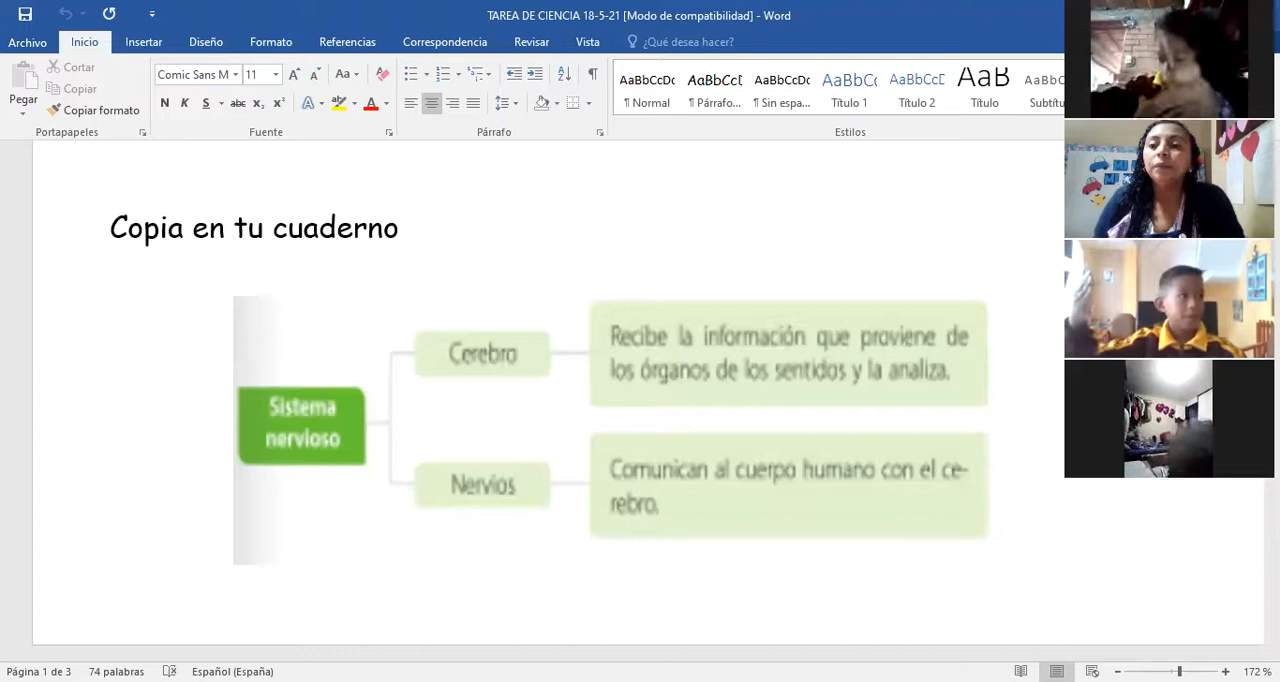 TAREA DE CIENCIA 18-5-21 [Modo de compatibilidad] - Word
Archivo Inicio Insertar Diseño Formato Referencias Correspondencia Revisar Vista ¿Qué desea hacer?
Pegar
Cortar
Copiar
Copiar formato
Portapapeles
Comic Sans M 11
Aa
N K S abc x₂ x² A A
Fuente
Párrafo
AaBbCcDc AaBbCcL AaBbCcDc AaBbC AaBbCcD AaB AaBbC
¶ Normal ¶ Párrafo... ¶ Sin espa... Título 1 Título 2 Título Subtítu
Estilos
Copia en tu cuaderno
Sistema
nervioso
Cerebro
Recibe la información que proviene de
los órganos de los sentidos y la analiza.
Nervios
Comunican al cuerpo humano con el ce-
rebro.
Página 1 de 3 74 palabras Español (España) 172 %